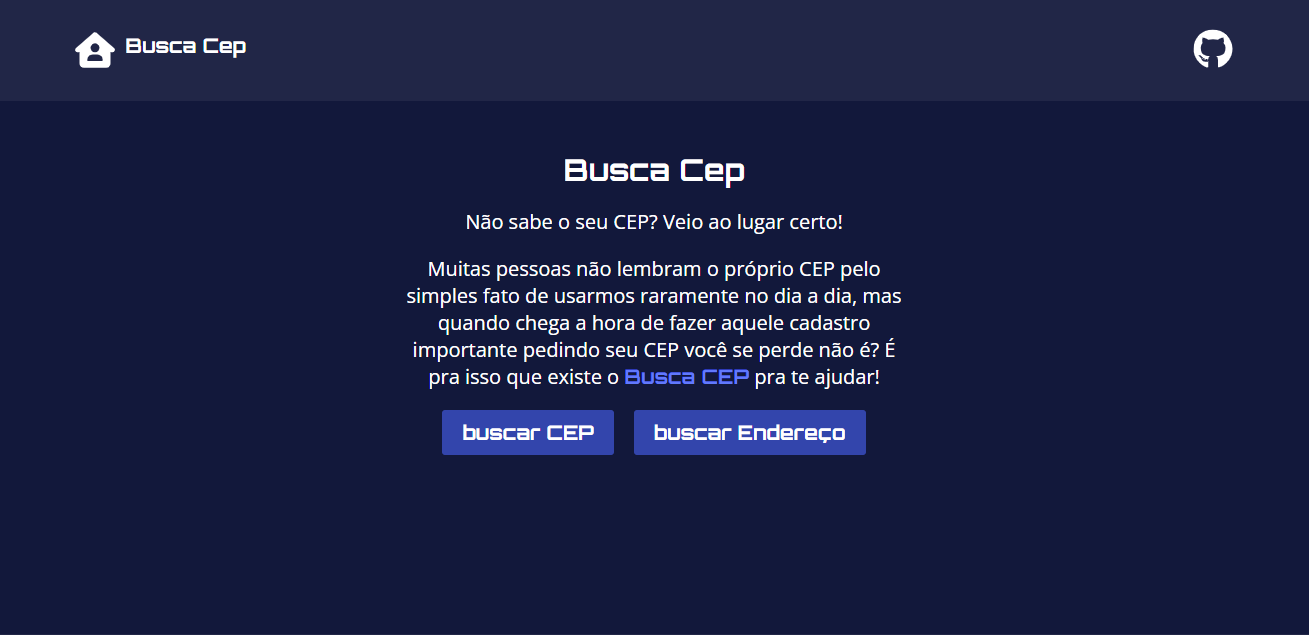 Busca Cep
Busca Cep
Não sabe o seu CEP? Veio ao lugar certo!
Muitas pessoas não lembram o próprio CEP pelo
simples fato de usarmos raramente no dia a dia, mas
quando chega a hora de fazer aquele cadastro
importante pedindo seu CEP você se perde não é? É
pra isso que existe o Busca CEP pra te ajudar!
buscar CEP
buscar Endereço